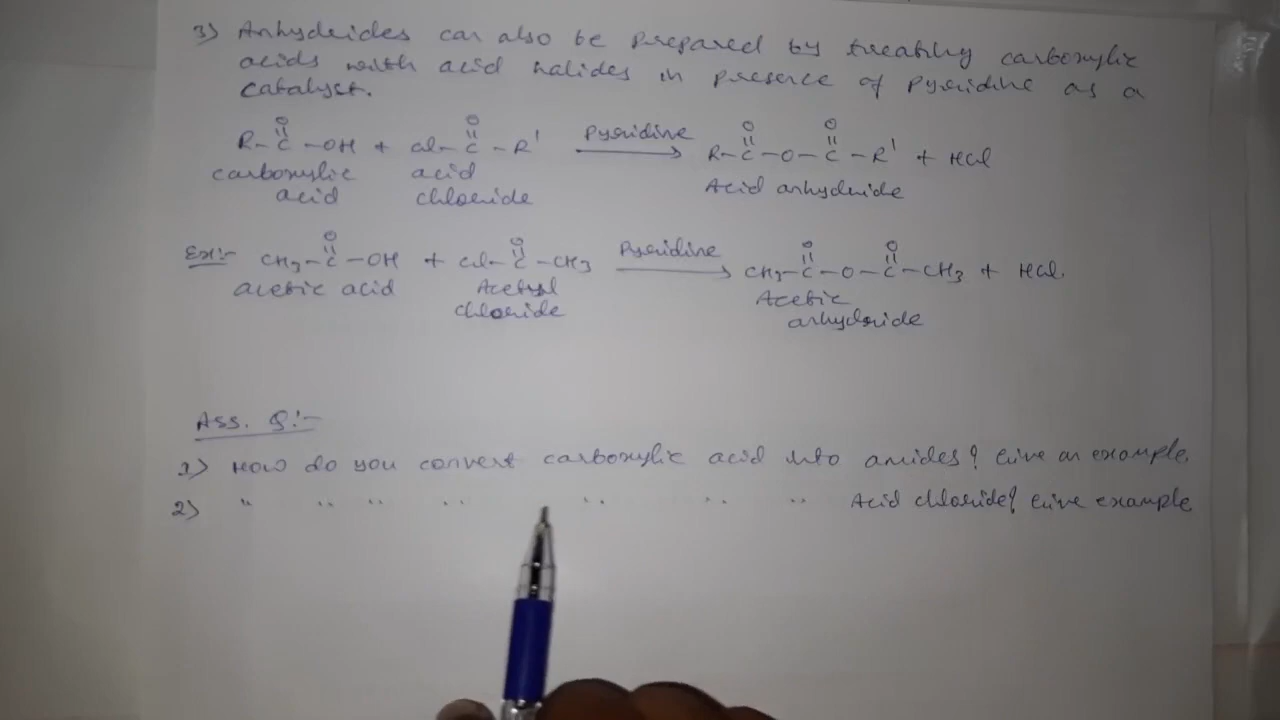 3) Anhydrides can also be prepared by treating carboxylic
acids with acid halides in presence of pyridine as a
catalyst.
O O O O
R-C-OH + Cl-C-R' Pyridine R-C-O-C-R' + HCl
carboxylic acid Acid anhydride
acid chloride
O O O O
Ex:- CH3-C-OH + Cl-C-CH3 Pyridine CH3-C-O-C-CH3 + HCl.
acetic acid Acetyl Acetic
chloride anhydride
Ass. Q:-
1) How do you convert carboxylic acid into amides? Give an example.
2) " " " " " " " Acid chloride? Give example